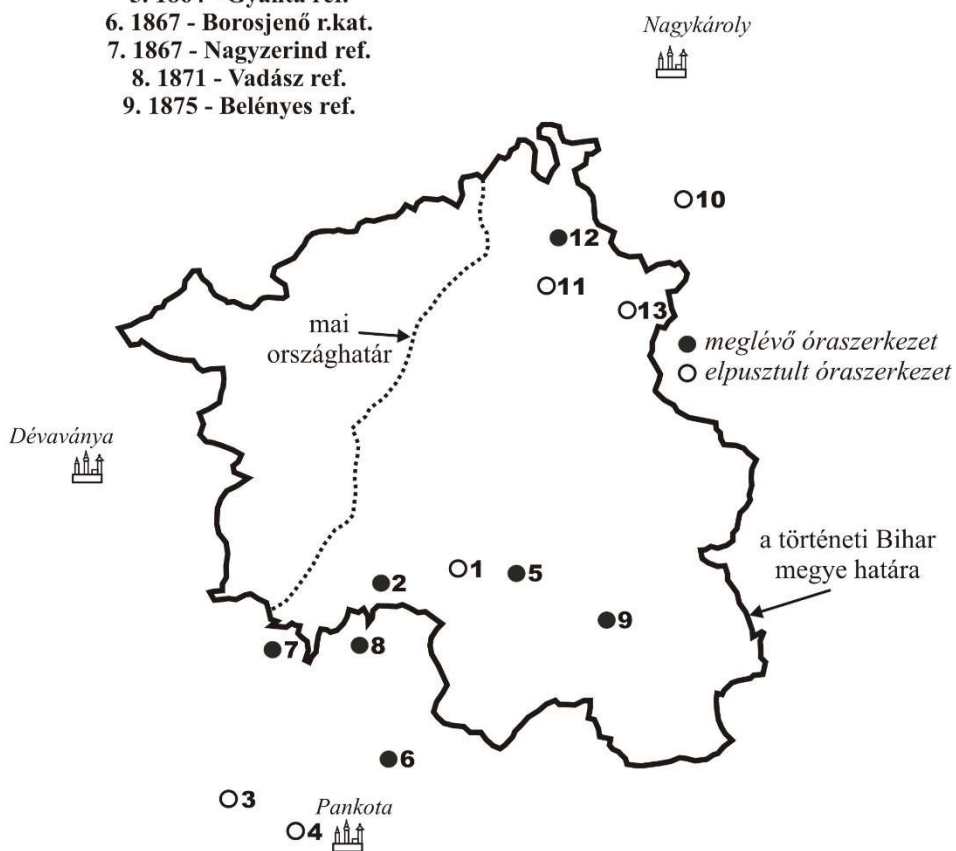 Gyanta ref.
6. 1867 - Borosjenő r.kat.
7. 1867 - Nagyzerind ref.
8. 1871 - Vadász ref.
9. 1875 - Belényes ref.
Nagykároly
10
12
11
13
mai
országhatár
meglévő óraszerkezet
elpusztult óraszerkezet
Dévaványa
a történeti Bihar
megye határa
1
5
2
9
7
8
6
3
Pankota
4